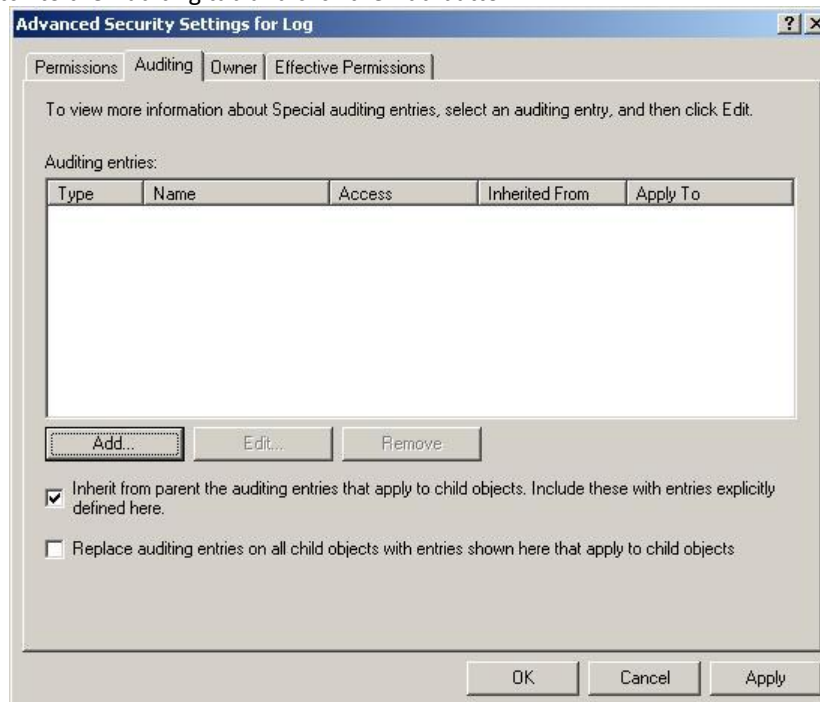 Advanced Security Settings for Log
Permissions Auditing Owner Effective Permissions
To view more information about Special auditing entries, select an auditing entry, and then click Edit.
Auditing entries:
Type Name Access Inherited From Apply To
Add... Edit... Remove
Inherit from parent the auditing entries that apply to child objects. Include these with entries explicitly
defined here.
Replace auditing entries on all child objects with entries shown here that apply to child objects
OK Cancel Apply